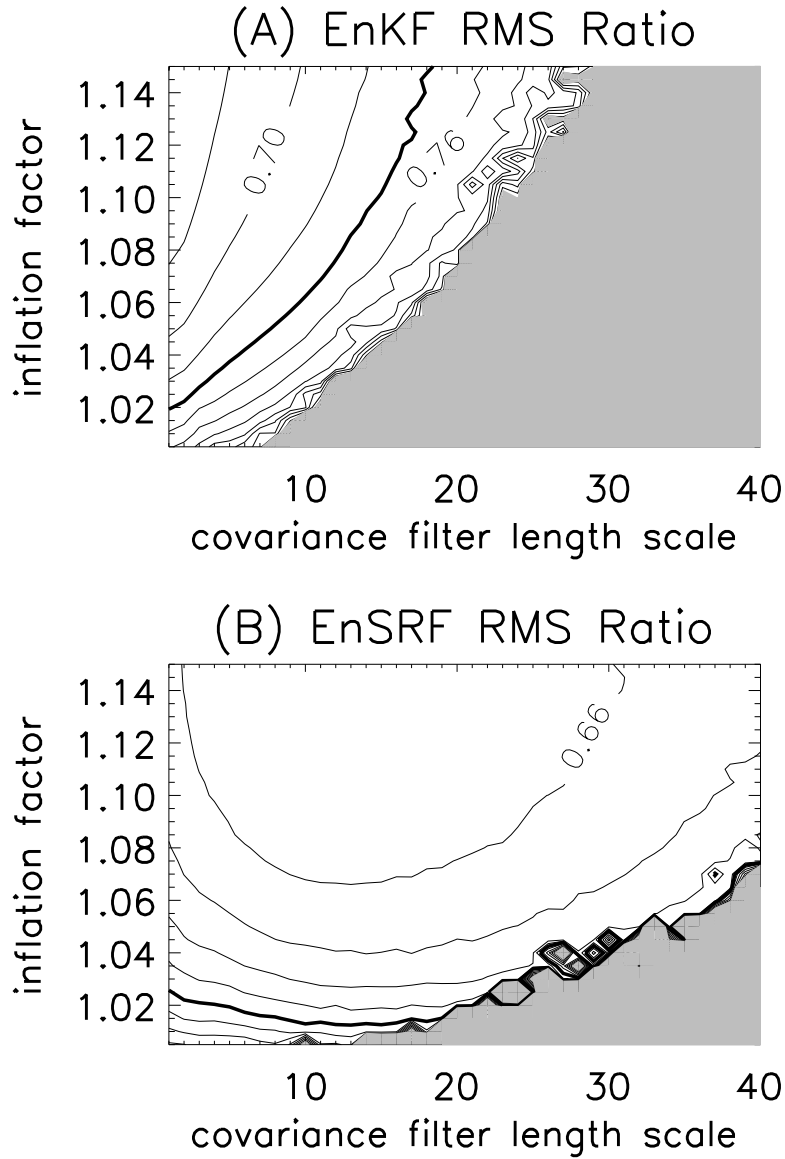 (A) EnKF RMS Ratio
inflation factor
1.14
1.12
1.10
1.08
1.06
1.04
1.02
0.70
0.76
10 20 30 40
covariance filter length scale
(B) EnSRF RMS Ratio
inflation factor
1.14
1.12
1.10
1.08
1.06
1.04
1.02
0.66
10 20 30 40
covariance filter length scale